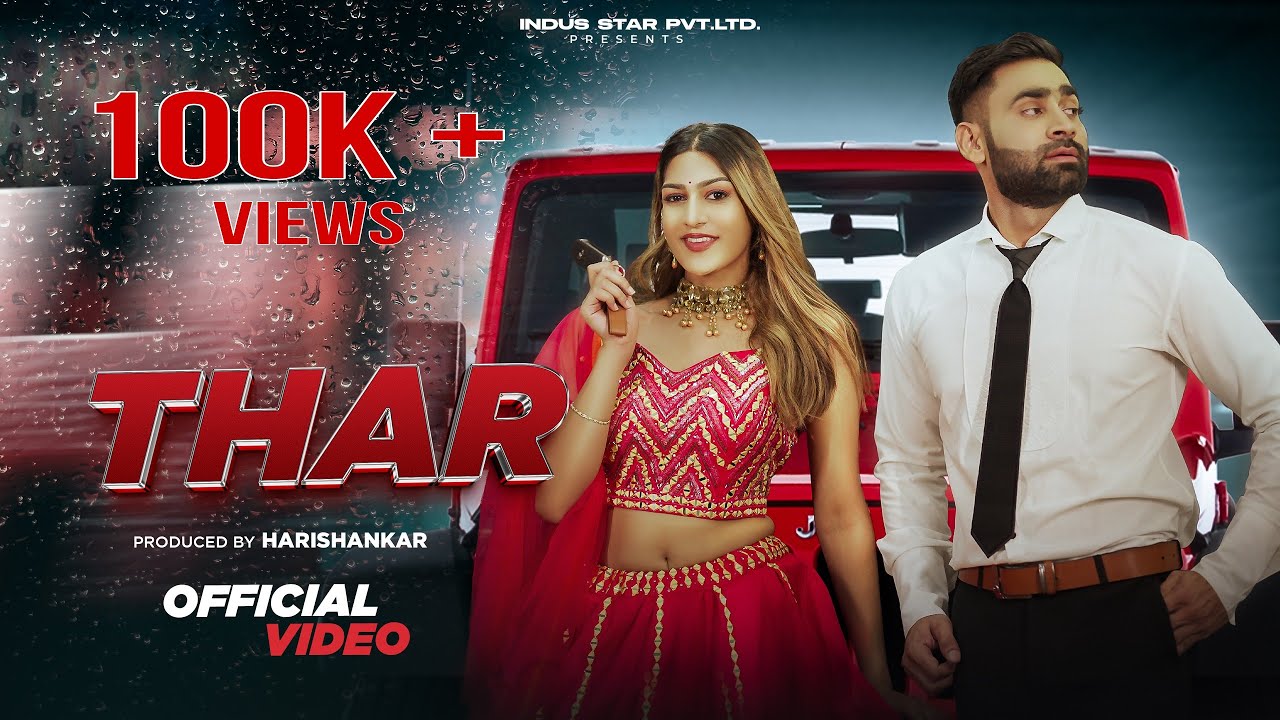 INDUS STAR PVT.LTD.
PRESENTS
100K +
VIEWS
THAR
PRODUCED BY HARISHANKAR
OFFICIAL
VIDEO